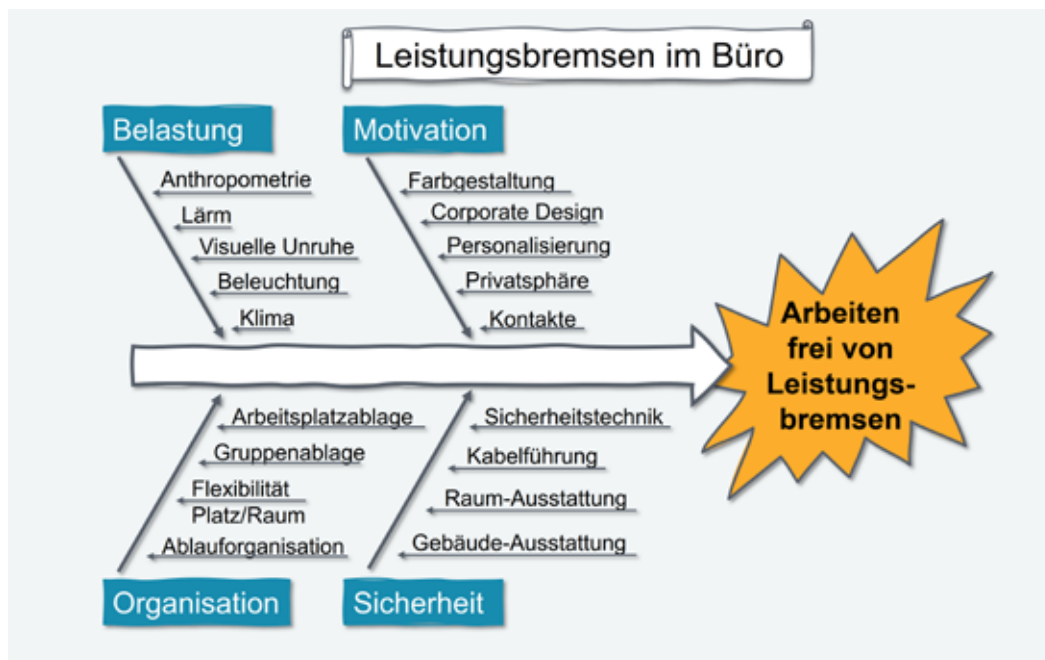 Leistungsbremsen im Büro
Belastung
Anthropometrie
Lärm
Visuelle Unruhe
Beleuchtung
Klima
Motivation
Farbgestaltung
Corporate Design
Personalisierung
Privatsphäre
Kontakte
Arbeiten
frei von
Leistungs-
bremsen
Arbeitsplatzablage
Gruppenablage
Flexibilität
Platz/Raum
Ablauforganisation
Organisation
Sicherheitstechnik
Kabelführung
Raum-Ausstattung
Gebäude-Ausstattung
Sicherheit